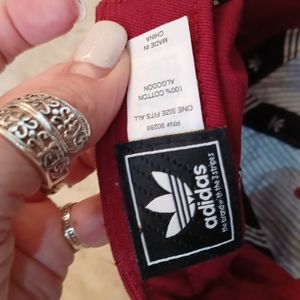 RN# 90288
ONE SIZE FITS ALL
100% COTTON
ALGODON
MADE IN
CHINA
adidas
the brand with the 3 stripes